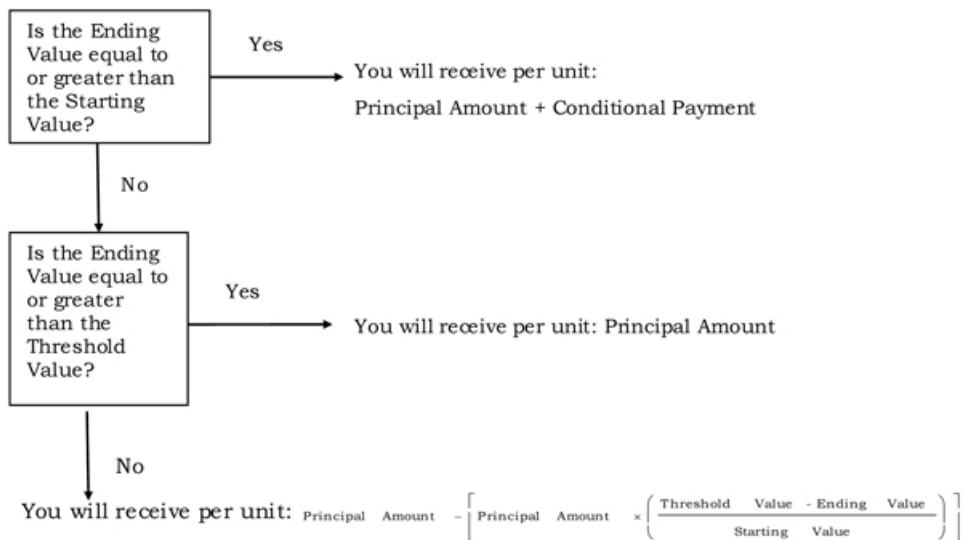 Is the Ending
Value equal to
or greater than
the Starting
Value?
Yes
You will receive per unit:
Principal Amount + Conditional Payment
No
Is the Ending
Value equal to
or greater
than the
Threshold
Value?
Yes
You will receive per unit: Principal Amount
No
You will receive per unit: Principal Amount − [Principal Amount × (Threshold Value - Ending Value
Starting Value)]